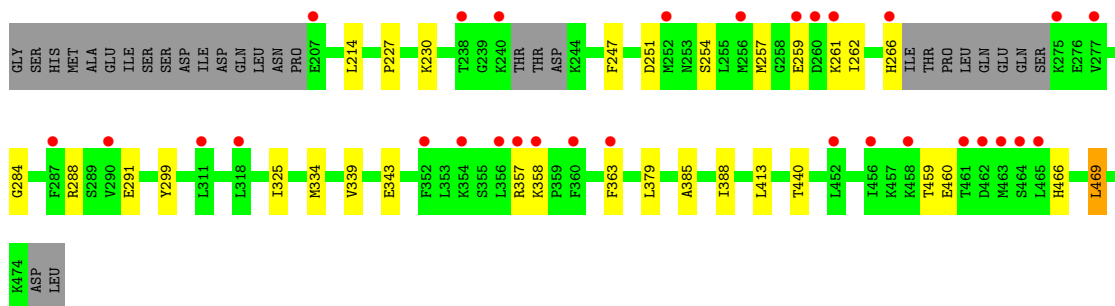 GLY SER HIS MET ALA GLU ILE SER SER ASP ILE ASP GLN LEU ASN PRO E207 L214 P227 K230 T238 G239 K240 THR THR ASP K244 F247 D251 M252 N253 S254 L255 M256 M257 G258 E259 D260 K261 I262 H266 ILE THR PRO LEU GLN GLU GLU GLN SER K275 E276 V277
G284 F287 R288 S289 V290 E291 Y299 L311 L318 I325 M334 V339 E343 F352 L353 K354 S355 L356 R357 K358 P359 F360 F363 L379 A385 I388 L413 T440 L452 I456 K457 K458 T459 E460 T461 D462 M463 S464 L465 H466 L469
K474 ASP LEU